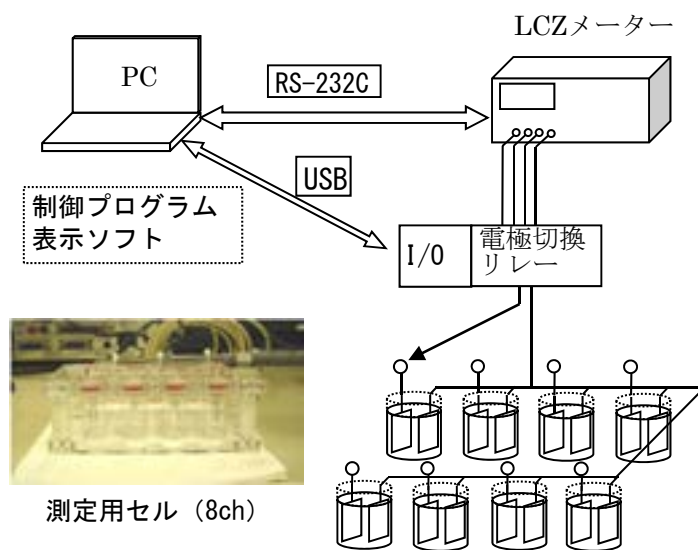 LCZメーター
PC
RS-232C
USB
制御プログラム
表示ソフト
I/O
電極切換
リレー
測定用セル（8ch）